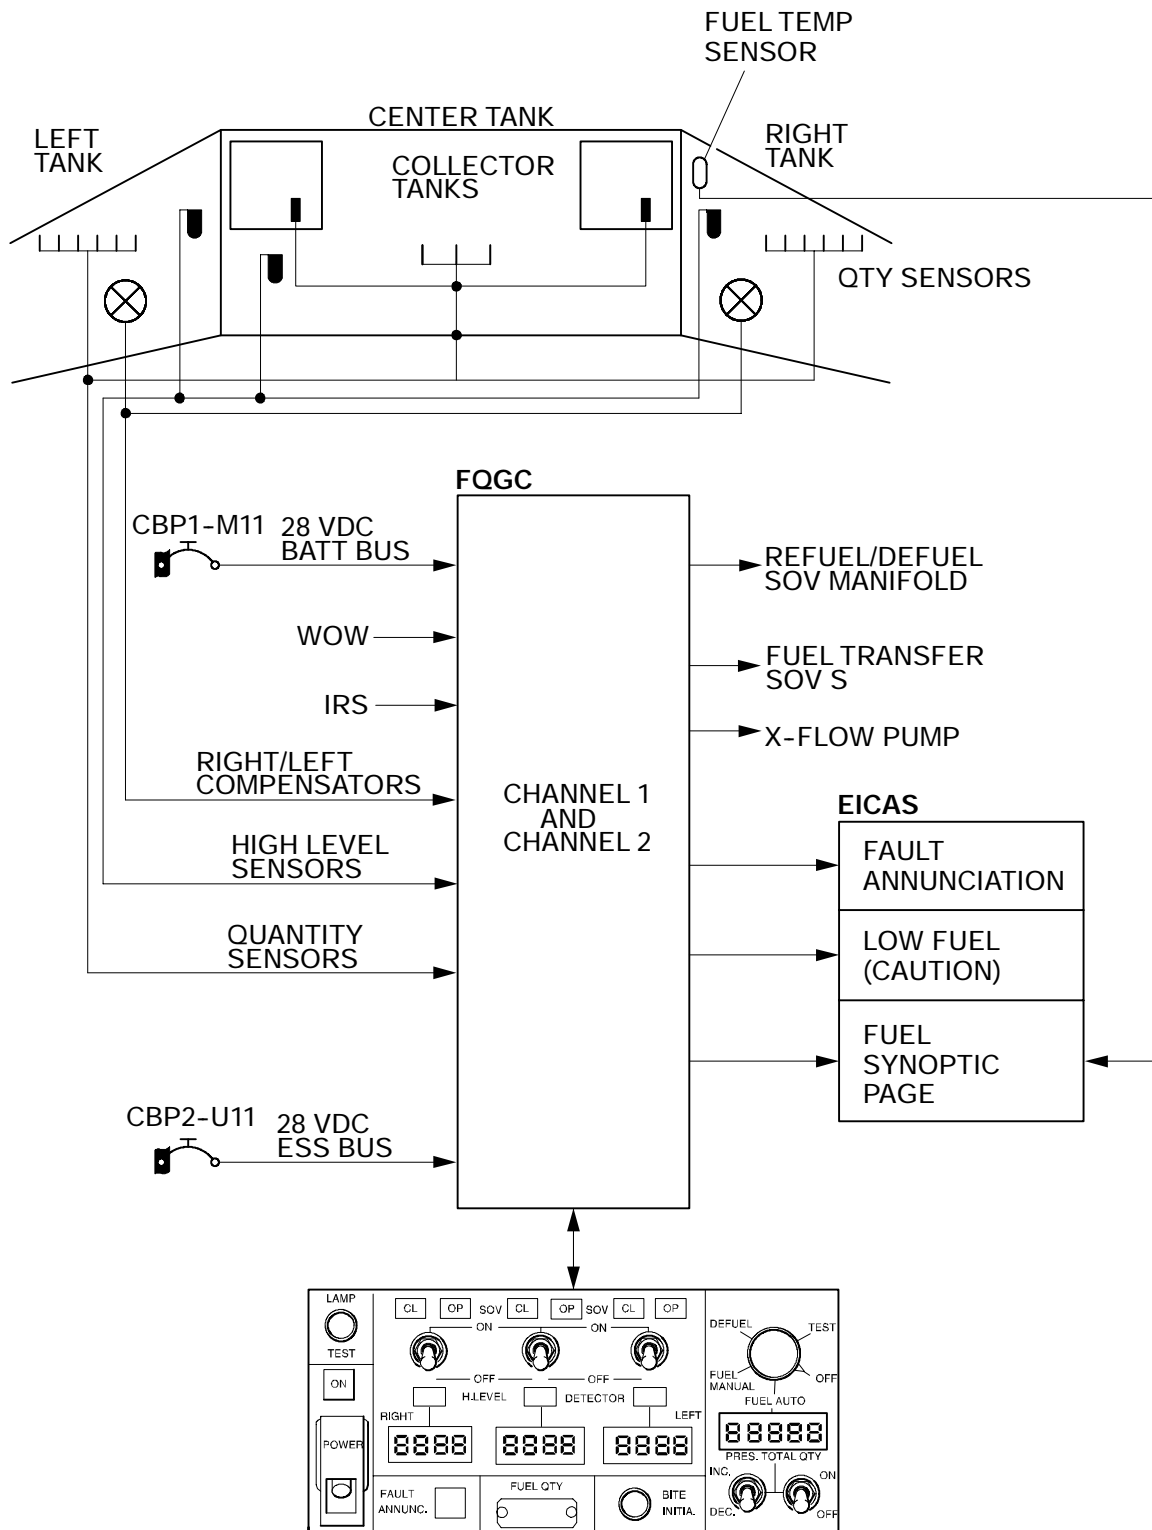 FUEL TEMP
SENSOR
CENTER TANK
LEFT
TANK
RIGHT
TANK
COLLECTOR
TANKS
QTY SENSORS
FQGC
CBP1-M11
28 VDC
BATT BUS
REFUEL/DEFUEL
SOV MANIFOLD
WOW
FUEL TRANSFER
SOV S
IRS
X-FLOW PUMP
RIGHT/LEFT
COMPENSATORS
CHANNEL 1
AND
CHANNEL 2
EICAS
HIGH LEVEL
SENSORS
FAULT
ANNUNCIATION
QUANTITY
SENSORS
LOW FUEL
(CAUTION)
FUEL
SYNOPTIC
PAGE
CBP2-U11
28 VDC
ESS BUS
LAMP
TEST
ON
POWER
CL OP SOV CL OP SOV CL OP
ON ON
OFF OFF
H.LEVEL DETECTOR
RIGHT LEFT
8888 8888 8888
FAULT
ANNUNC.
FUEL QTY
BITE
INITIA.
DEFUEL TEST
FUEL
MANUAL
OFF
FUEL AUTO
88888
PRES. TOTAL QTY
INC. ON
DEC. OFF